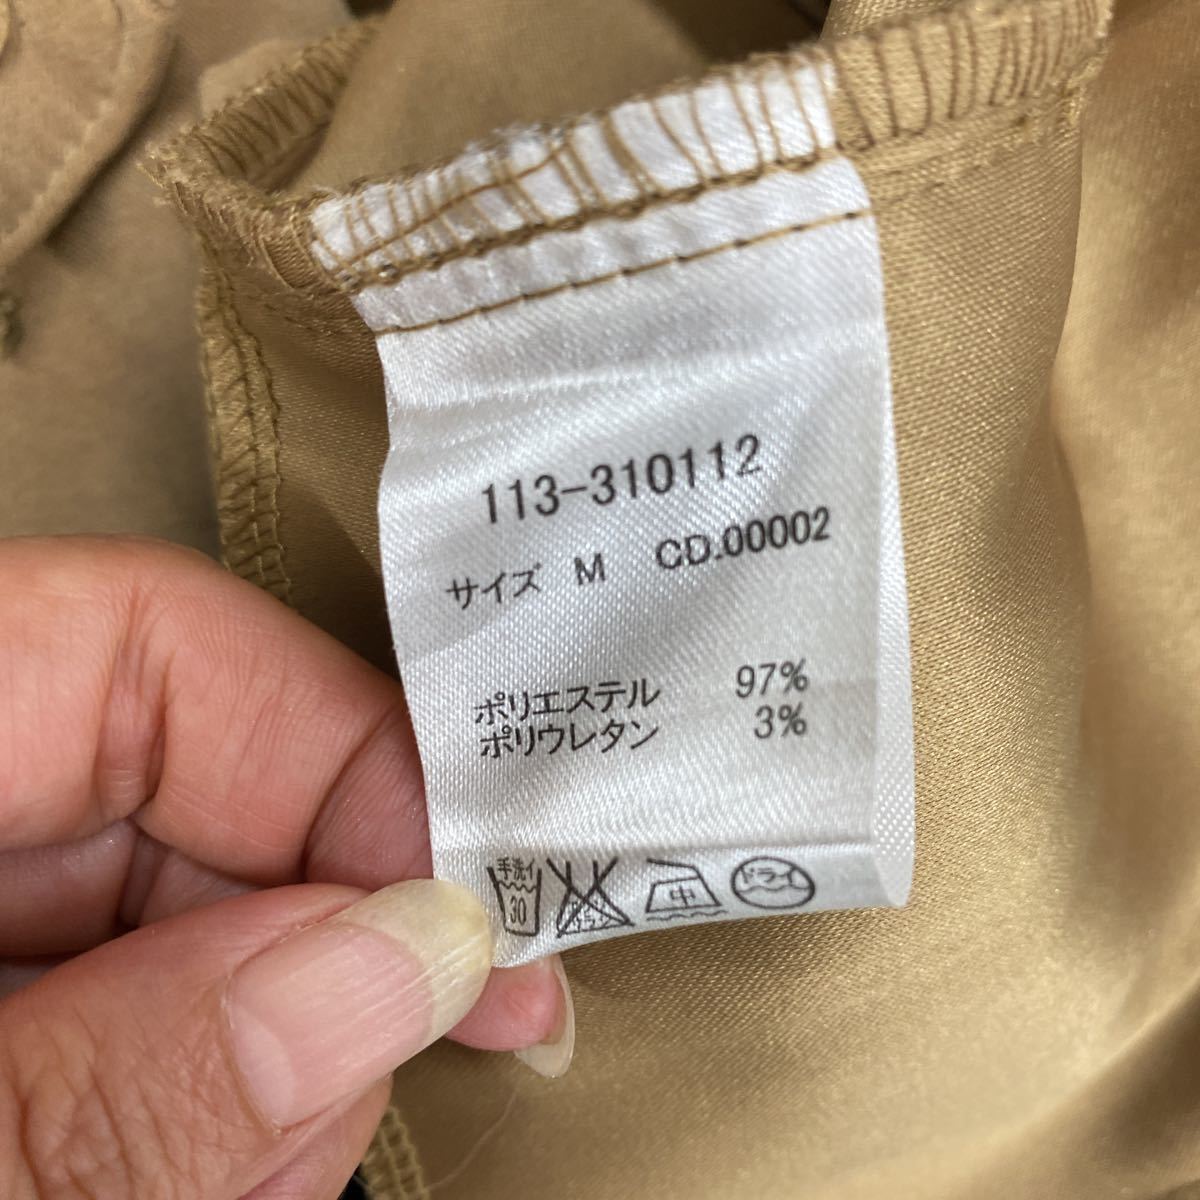 113-310112
サイズ M CD.00002
ポリエステル 97%
ポリウレタン 3%
手洗イ 30 中 ドライ